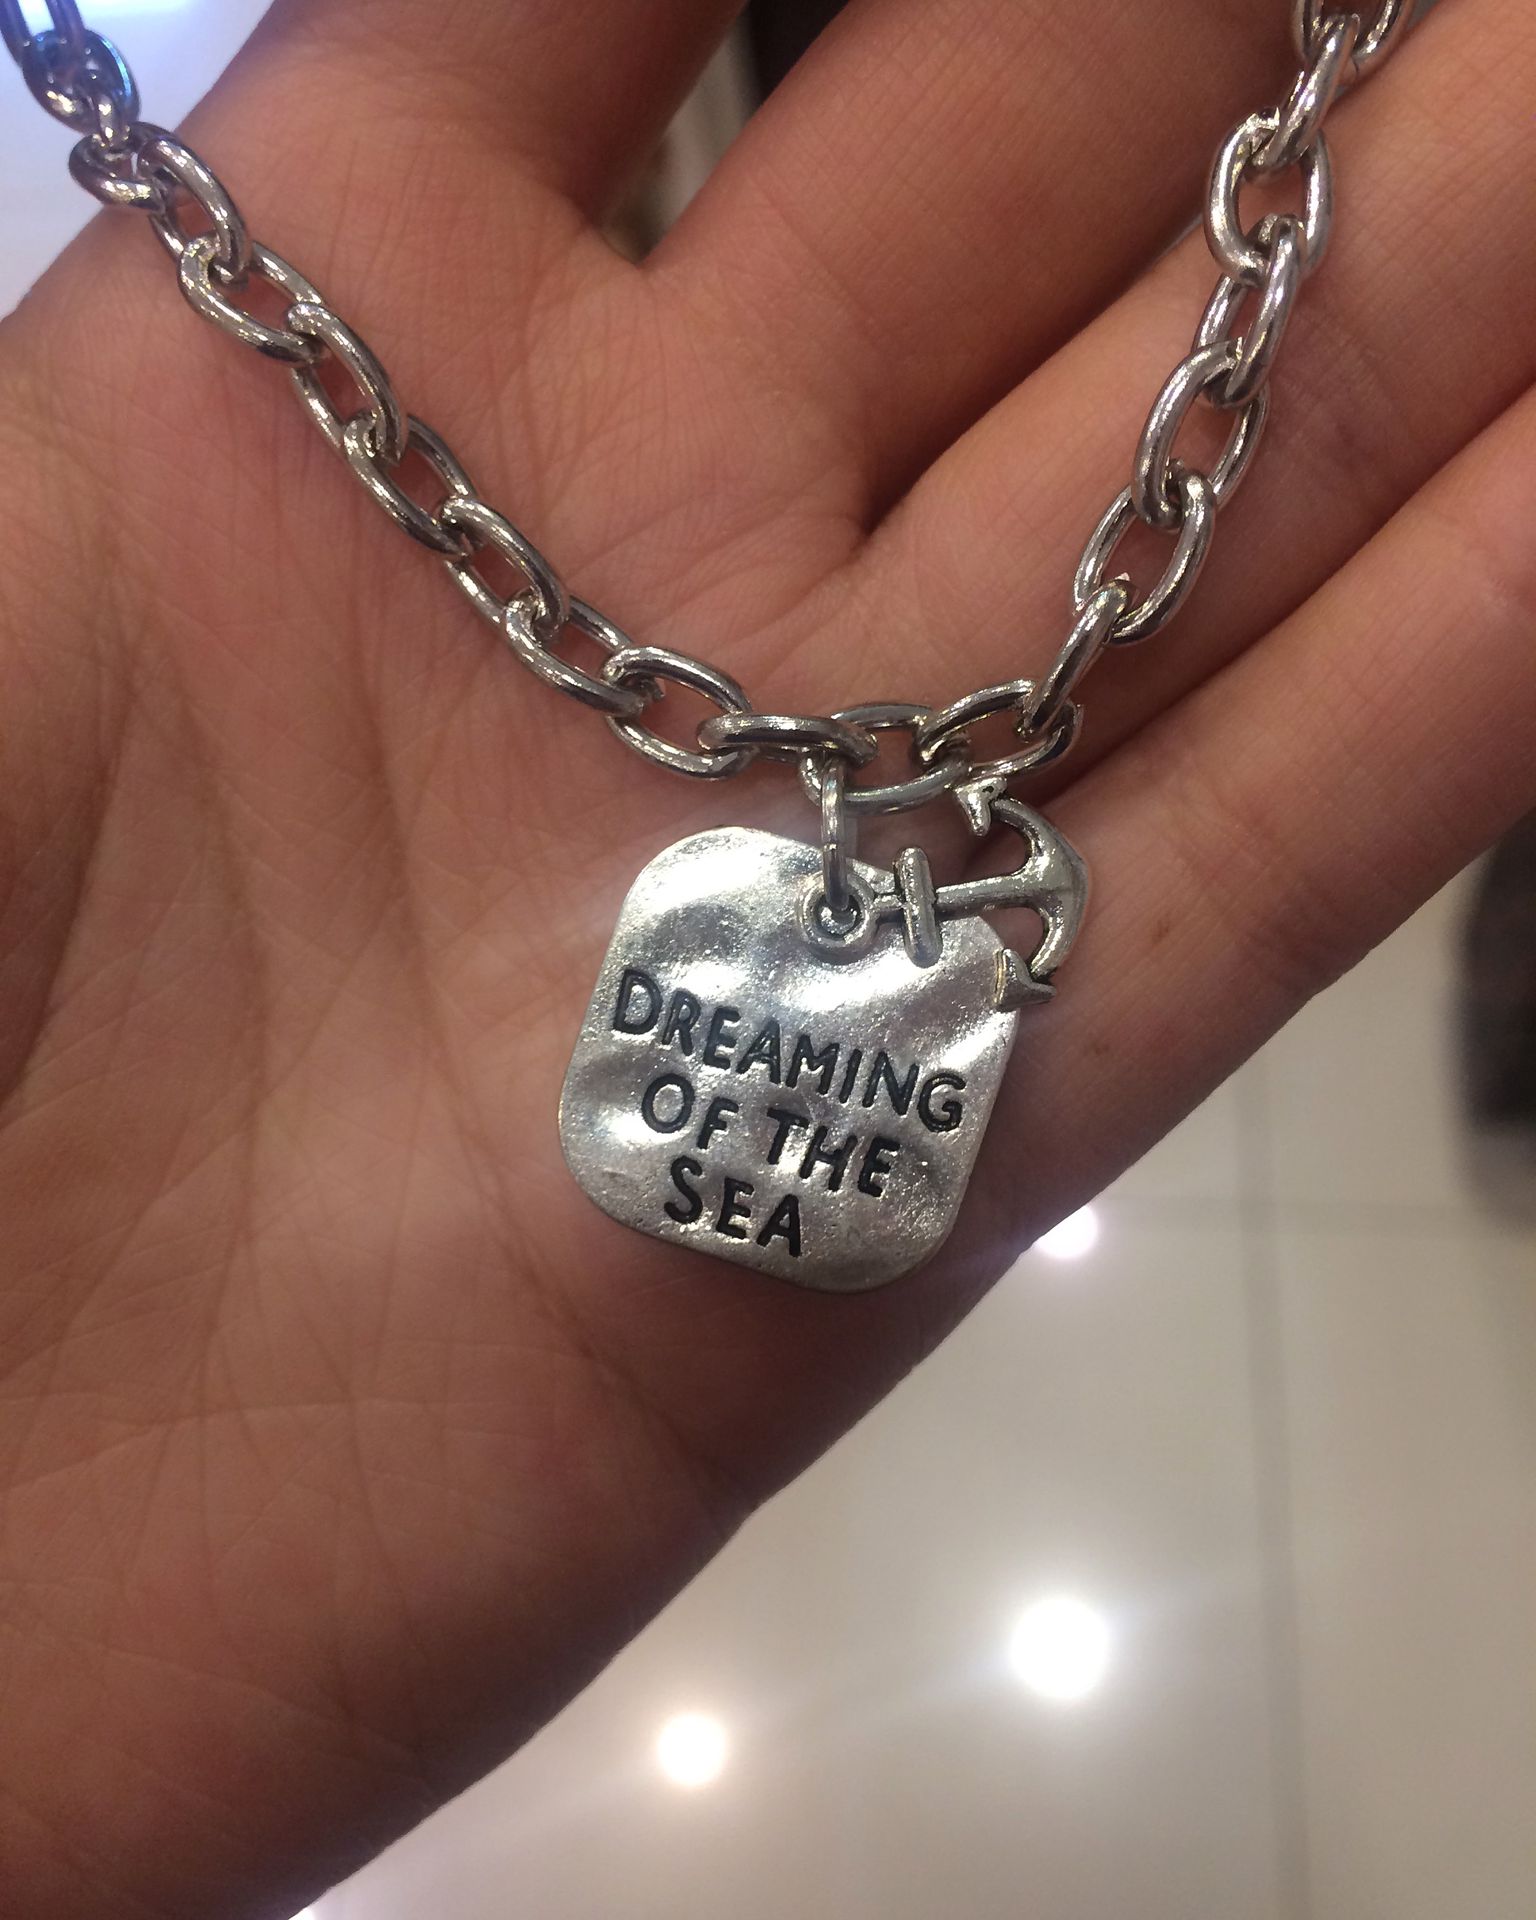 DREAMING
OF THE
SEA